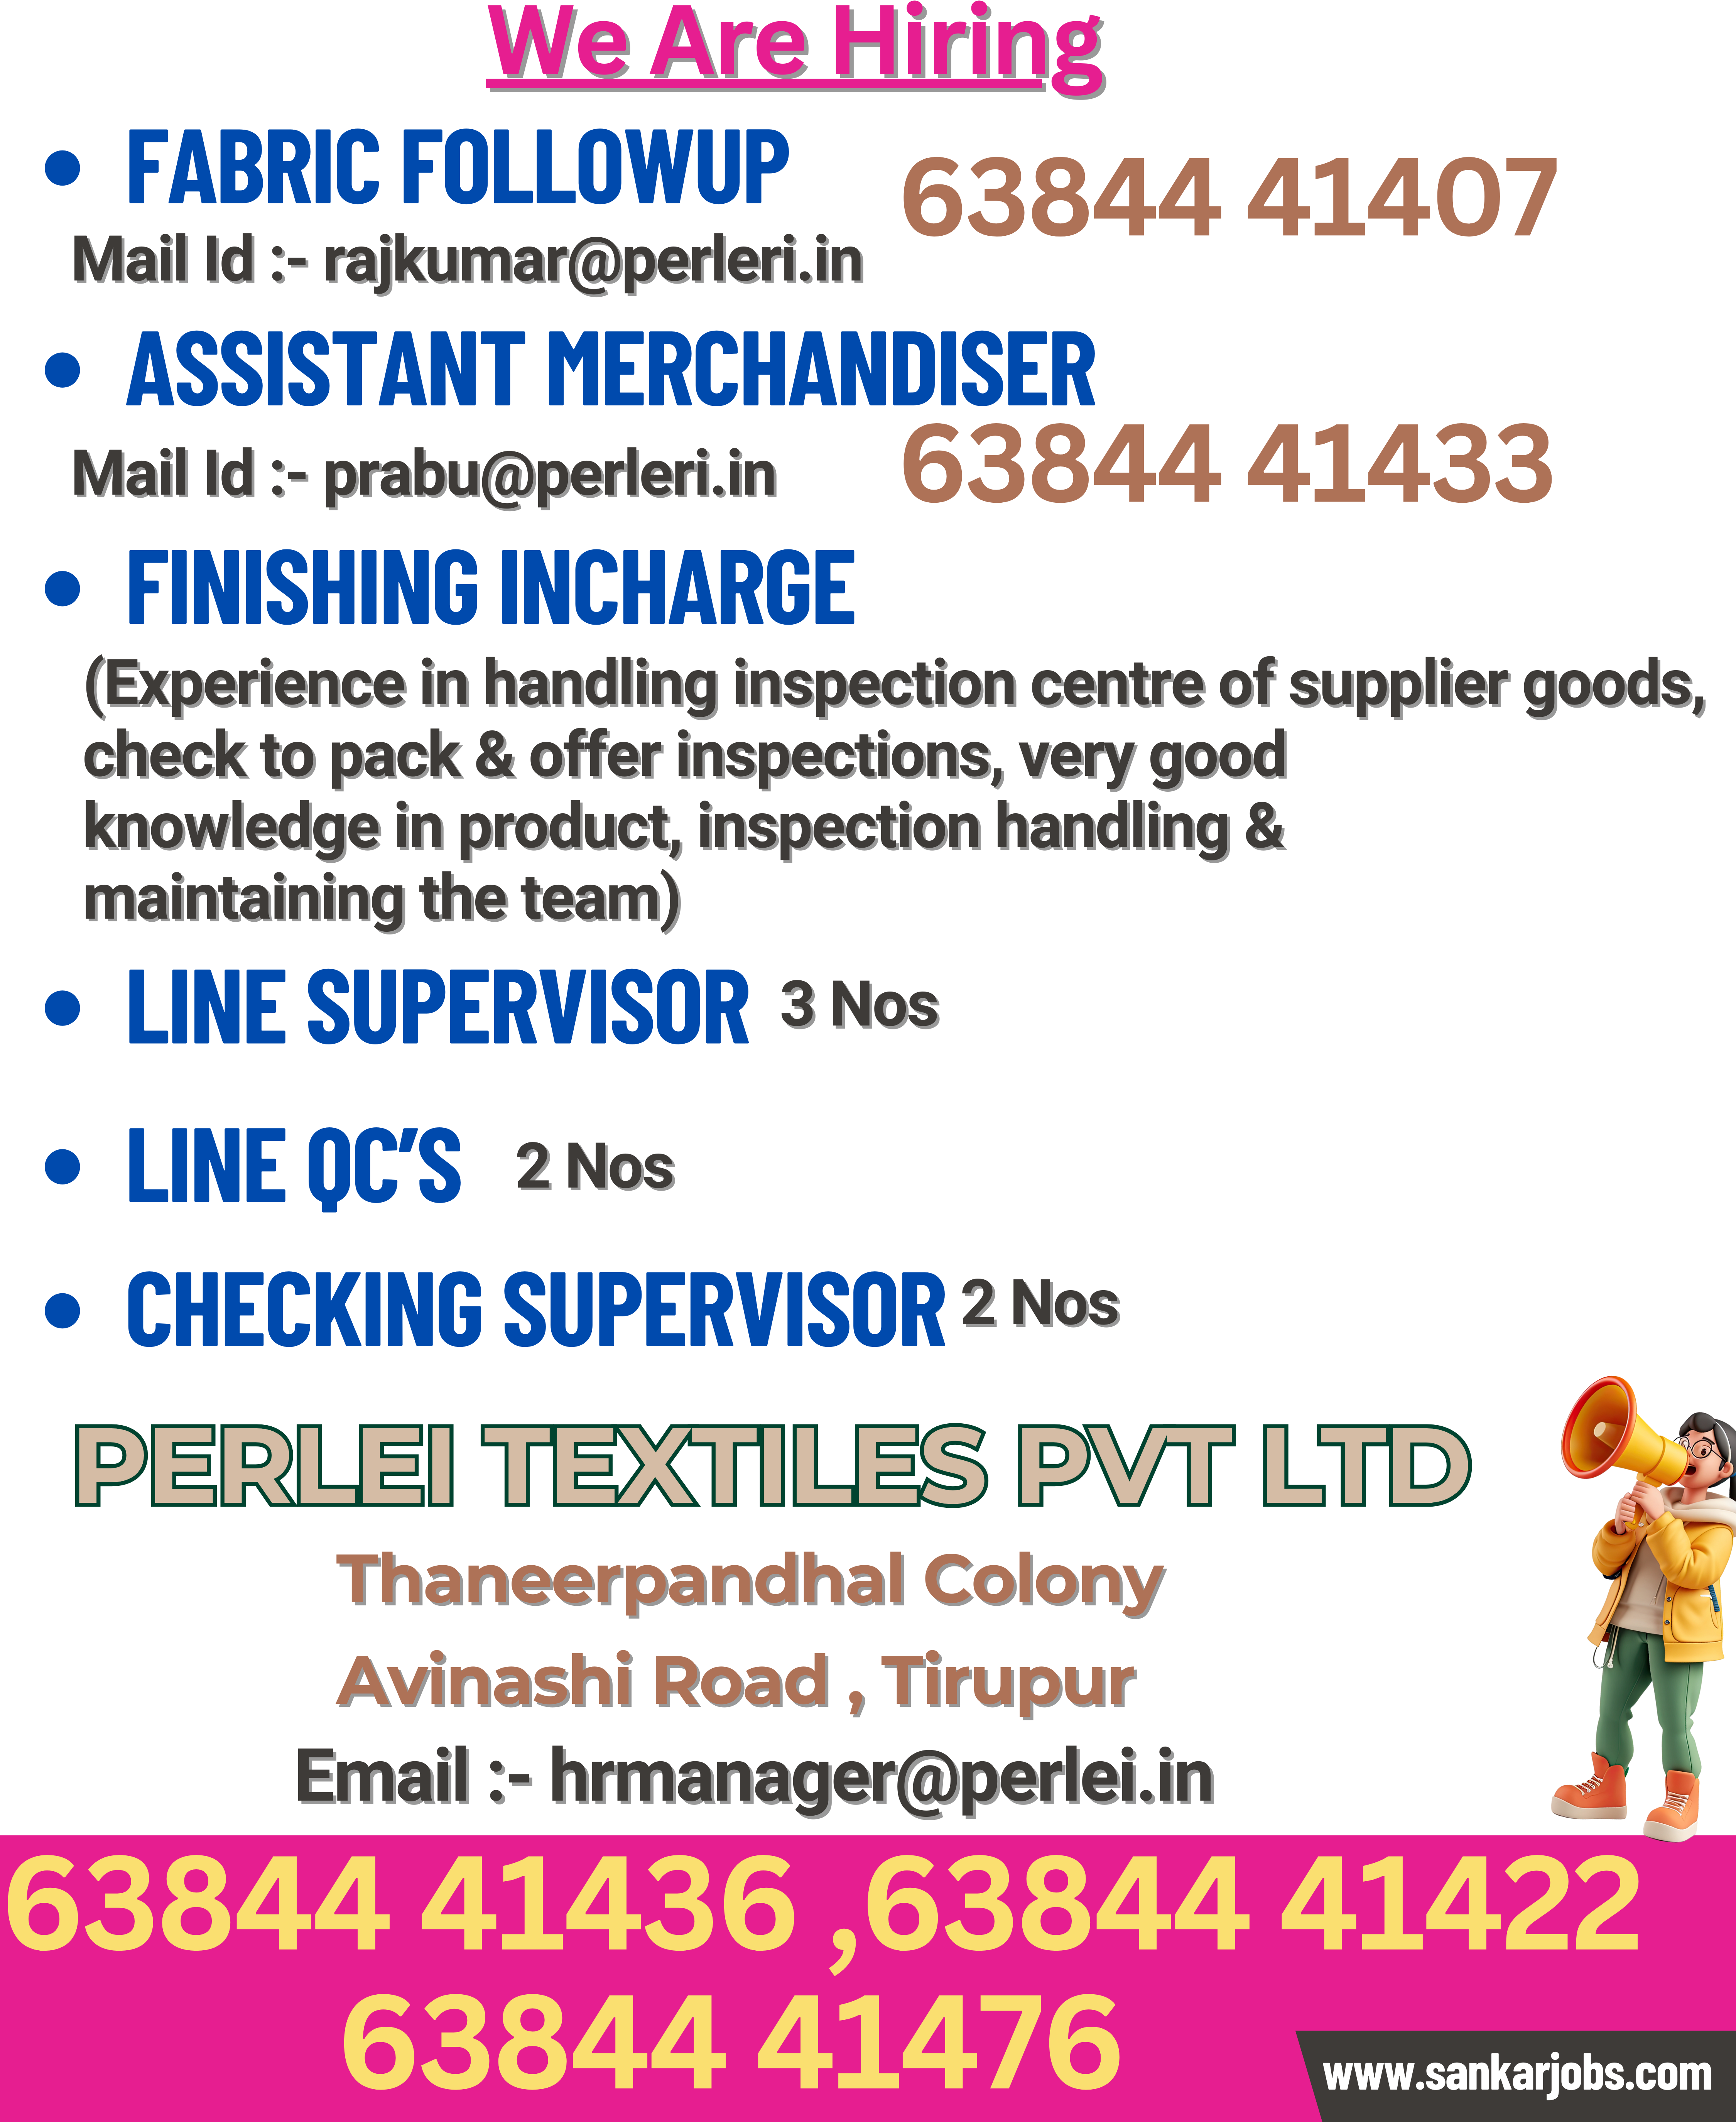 We Are Hiring
• FABRIC FOLLOWUP
63844 41407
Mail Id :- rajkumar@perleri.in
• ASSISTANT MERCHANDISER
63844 41433
Mail Id :- prabu@perleri.in
• FINISHING INCHARGE
(Experience in handling inspection centre of supplier goods,
check to pack & offer inspections, very good
knowledge in product, inspection handling &
maintaining the team)
• LINE SUPERVISOR 3 Nos
• LINE QC’S 2 Nos
• CHECKING SUPERVISOR 2 Nos
PERLEI TEXTILES PVT LTD
Thaneerpandhal Colony
Avinashi Road , Tirupur
Email :- hrmanager@perlei.in
63844 41436 ,63844 41422
63844 41476
www.sankarjobs.com